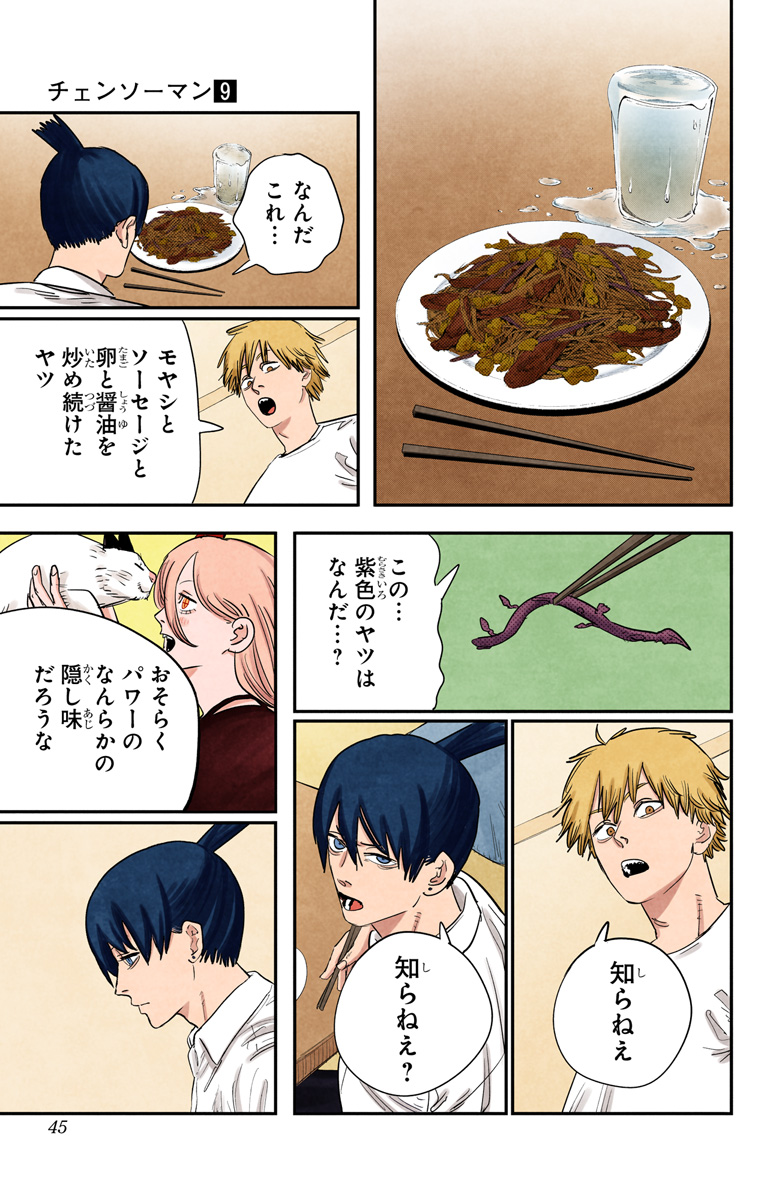 チェンソーマン9
なんだ
これ…
モヤシと
ソーセージと
卵と醤油を
炒め続けた
ヤツ
この…
紫色のヤツは
なんだ…?
知らねえ
知らねえ?
おそらく
パワーの
なんらかの
隠し味
だろうな
45